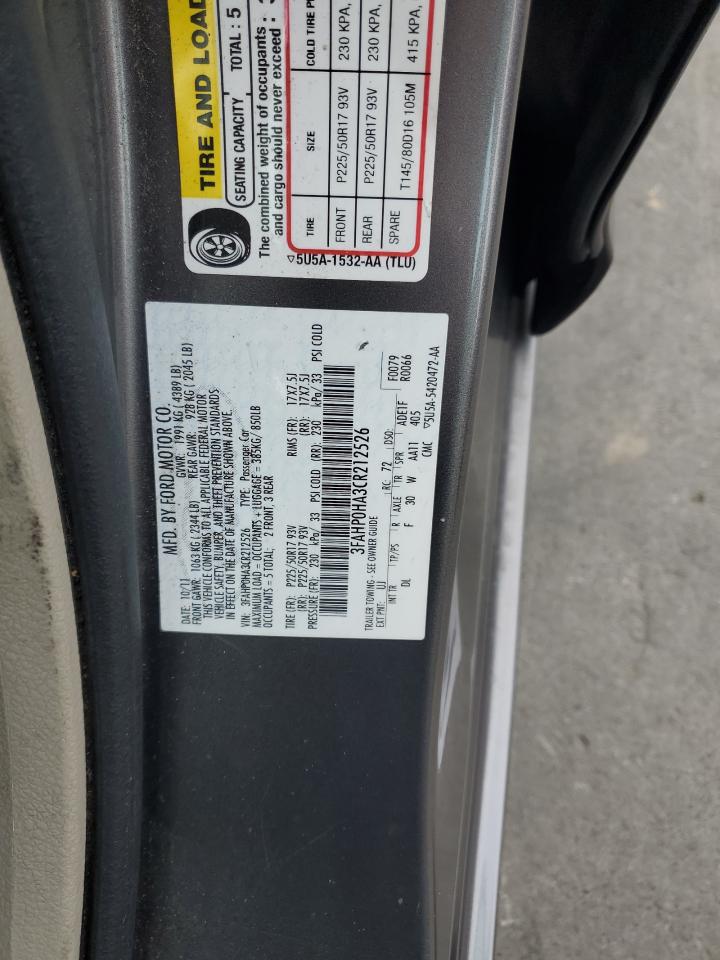 TIRE AND LOAD
SEATING CAPACITY TOTAL : 5
The combined weight of occupants
and cargo should never exceed :
TIRE SIZE COLD TIRE
FRONT P225/50R17 93V 230 KPA,
REAR P225/50R17 93V 230 KPA,
SPARE T145/80D16 105M 415 KPA,
▽5U5A-1532-AA (TLU)
MFD. BY FORD MOTOR CO.
DATE: 10/11 GVWR: 1991 KG ( 4389 LB)
FRONT GAWR: 1063 KG ( 2344 LB) REAR GAWR: 928 KG ( 2045 LB)
THIS VEHICLE CONFORMS TO ALL APPLICABLE FEDERAL MOTOR
VEHICLE SAFETY, BUMPER, AND THEFT PREVENTION STANDARDS
IN EFFECT ON THE DATE OF MANUFACTURE SHOWN ABOVE.
VIN: 3FAHP0HA3CR212526 TYPE: Passenger Car
MAXIMUM LOAD = OCCUPANTS + LUGGAGE = 385KG/ 850LB
OCCUPANTS = 5 TOTAL; 2 FRONT, 3 REAR
TIRE (FR): P225/50R17 93V RIMS (FR): 17X7.5J
(RR): P225/50R17 93V (RR): 17X7.5J
PRESSURE (FR): 230 kPa/ 33 PSI COLD (RR): 230 kPa/ 33 PSI COLD
3FAHP0HA3CR212526
TRAILER TOWING - SEE OWNER GUIDE
EXT PNT: UJ RC: 72 DSO: F0079
R0066
INT TR TP/PS R AXLE TR SPR ADE1F
DL F 30 W AA11 405
CMC ▽5U5A-5420472-AA